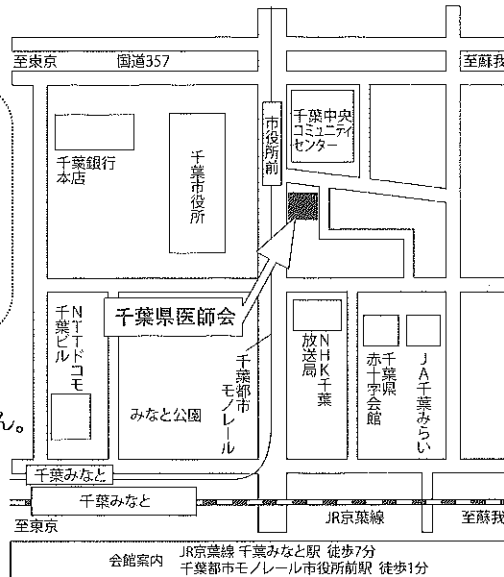 至東京
国道357
至蘇我
千葉中央
コミュニティ
センター
市役所前
千葉銀行
本店
千葉市役所
千葉県医師会
NTTドコモ
千葉ビル
みなと公園
千葉都市
モノレール
NHK千葉
放送局
千葉県
赤十字会館
JA千葉みらい
ん。
千葉みなと
千葉みなと
至東京
JR京葉線
至蘇我
会館案内
JR京葉線 千葉みなと駅 徒歩7分
千葉都市モノレール市役所前駅 徒歩1分